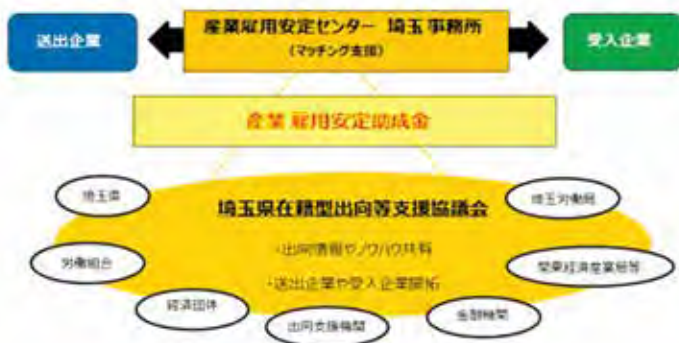 送出企業
産業雇用安定センター 埼玉事務所
(マッチング支援)
受入企業
産業雇用安定助成金
埼玉県
埼玉県在籍型出向等支援協議会
埼玉労働局
・出向情報やノウハウ共有
労働組合
関東経済産業局等
・送出企業や受入企業開拓
経済団体
出向支援機関
金融機関